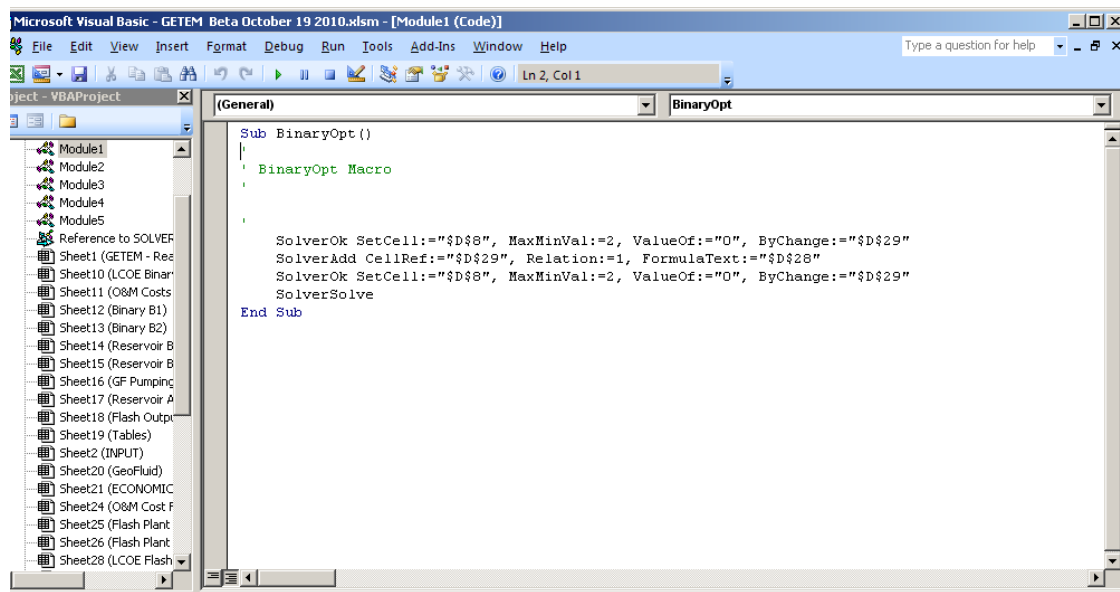 Microsoft Visual Basic - GETEM Beta October 19 2010.xlsm - [Module1 (Code)]
File Edit View Insert Format Debug Run Tools Add-Ins Window Help
Type a question for help
Ln 2, Col 1
ject - VBAProject
(General)
BinaryOpt
Module1
Module2
Module3
Module4
Module5
Reference to SOLVER
Sheet1 (GETEM - Rea
Sheet10 (LCOE Binar
Sheet11 (O&M Costs
Sheet12 (Binary B1)
Sheet13 (Binary B2)
Sheet14 (Reservoir B
Sheet15 (Reservoir B
Sheet16 (GF Pumping
Sheet17 (Reservoir A
Sheet18 (Flash Outpu
Sheet19 (Tables)
Sheet2 (INPUT)
Sheet20 (GeoFluid)
Sheet21 (ECONOMIC
Sheet24 (O&M Cost F
Sheet25 (Flash Plant
Sheet26 (Flash Plant
Sheet28 (LCOE Flash
Sub BinaryOpt()
'
' BinaryOpt Macro
'
'
SolverOk SetCell:="$D$8", MaxMinVal:=2, ValueOf:="0", ByChange:="$D$29"
SolverAdd CellRef:="$D$29", Relation:=1, FormulaText:="$D$28"
SolverOk SetCell:="$D$8", MaxMinVal:=2, ValueOf:="0", ByChange:="$D$29"
SolverSolve
End Sub